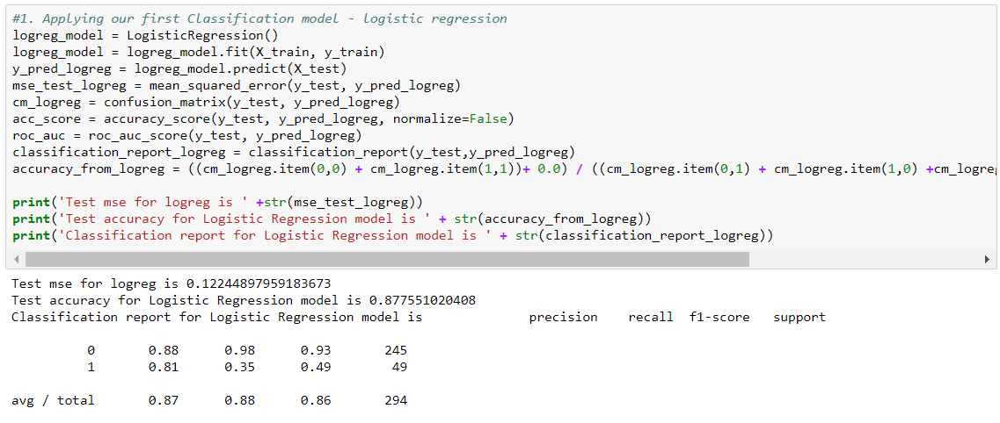 #1. Applying our first Classification model - logistic regression
logreg_model = LogisticRegression()
logreg_model = logreg_model.fit(X_train, y_train)
y_pred_logreg = logreg_model.predict(X_test)
mse_test_logreg = mean_squared_error(y_test, y_pred_logreg)
cm_logreg = confusion_matrix(y_test, y_pred_logreg)
acc_score = accuracy_score(y_test, y_pred_logreg, normalize=False)
roc_auc = roc_auc_score(y_test, y_pred_logreg)
classification_report_logreg = classification_report(y_test,y_pred_logreg)
accuracy_from_logreg = ((cm_logreg.item(0,0) + cm_logreg.item(1,1))+ 0.0) / ((cm_logreg.item(0,1) + cm_logreg.item(1,0) +cm_logre
print('Test mse for logreg is ' +str(mse_test_logreg))
print('Test accuracy for Logistic Regression model is ' + str(accuracy_from_logreg))
print('Classification report for Logistic Regression model is ' + str(classification_report_logreg))
Test mse for logreg is 0.12244897959183673
Test accuracy for Logistic Regression model is 0.877551020408
Classification report for Logistic Regression model is precision recall f1-score support
0 0.88 0.98 0.93 245
1 0.81 0.35 0.49 49
avg / total 0.87 0.88 0.86 294